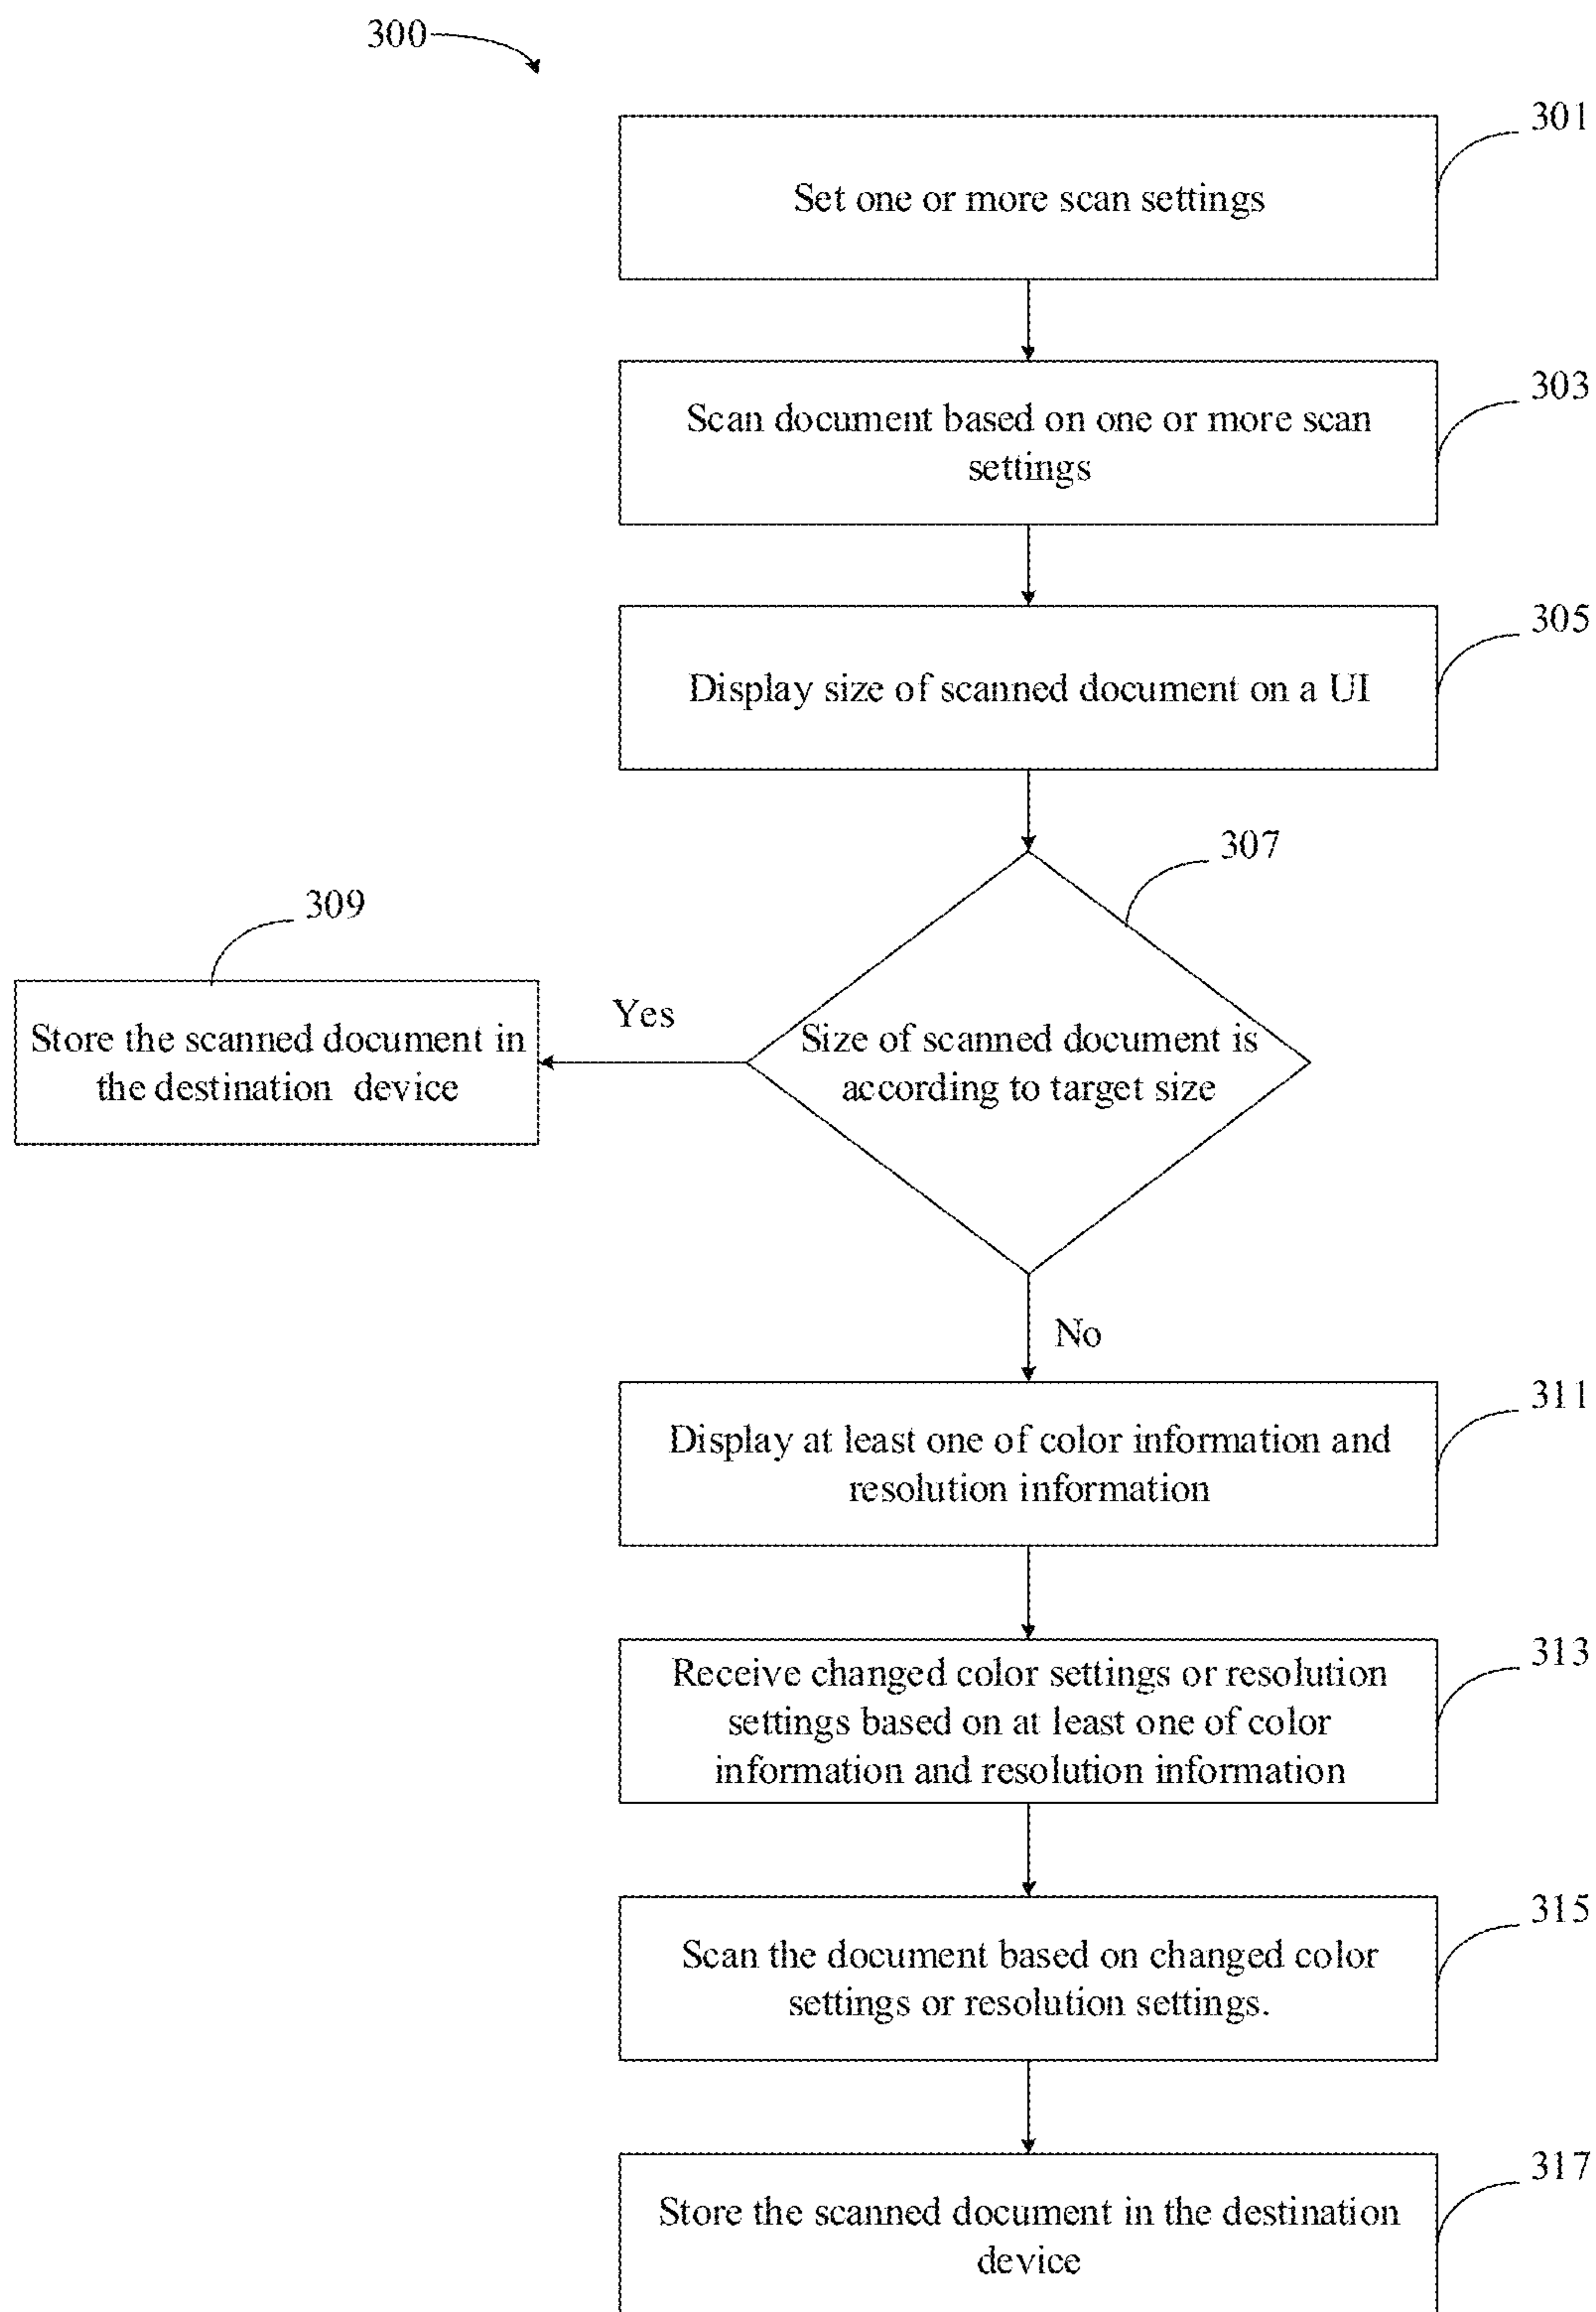 300
301
Set one or more scan settings
303
Scan document based on one or more scan
settings
305
Display size of scanned document on a UI
307
309
Yes
Store the scanned document in
the destination device
Size of scanned document is
according to target size
No
311
Display at least one of color information and
resolution information
313
Receive changed color settings or resolution
settings based on at least one of color
information and resolution information
315
Scan the document based on changed color
settings or resolution settings.
317
Store the scanned document in the destination
device